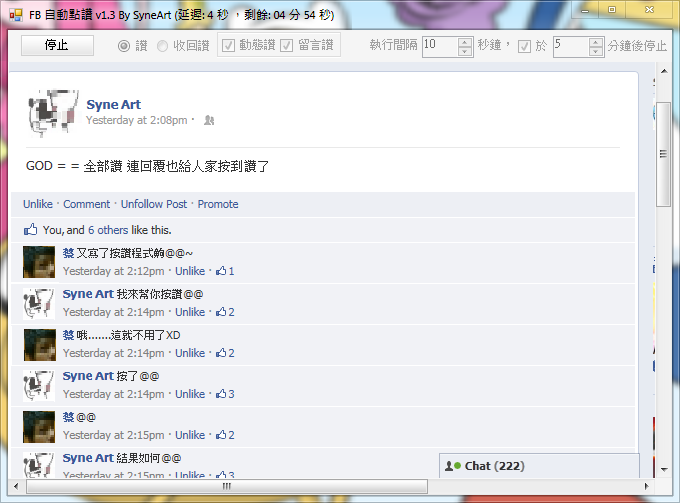 FB 自動點讚 v1.3 By SyneArt (延遲: 4 秒 , 剩餘: 04 分 54 秒)
停止 讚 收回讚 動態讚 留言讚 執行間隔 10 秒鐘, 於 5 分鐘後停止
Syne Art
Yesterday at 2:08pm ·
GOD = = 全部讚 連回覆也給人家按到讚了
Unlike · Comment · Unfollow Post · Promote
You, and 6 others like this.
又寫了按讚程式齁@@~
Yesterday at 2:12pm · Unlike · 1
Syne Art 我來幫你按讚@@
Yesterday at 2:14pm · Unlike · 2
哦.......這就不用了XD
Yesterday at 2:14pm · Unlike · 2
Syne Art 按了@@
Yesterday at 2:14pm · Unlike · 3
@@
Yesterday at 2:15pm · Unlike · 2
Syne Art 結果如何@@
Yesterday at 2:15pm · Unlike · 3
Chat (222)